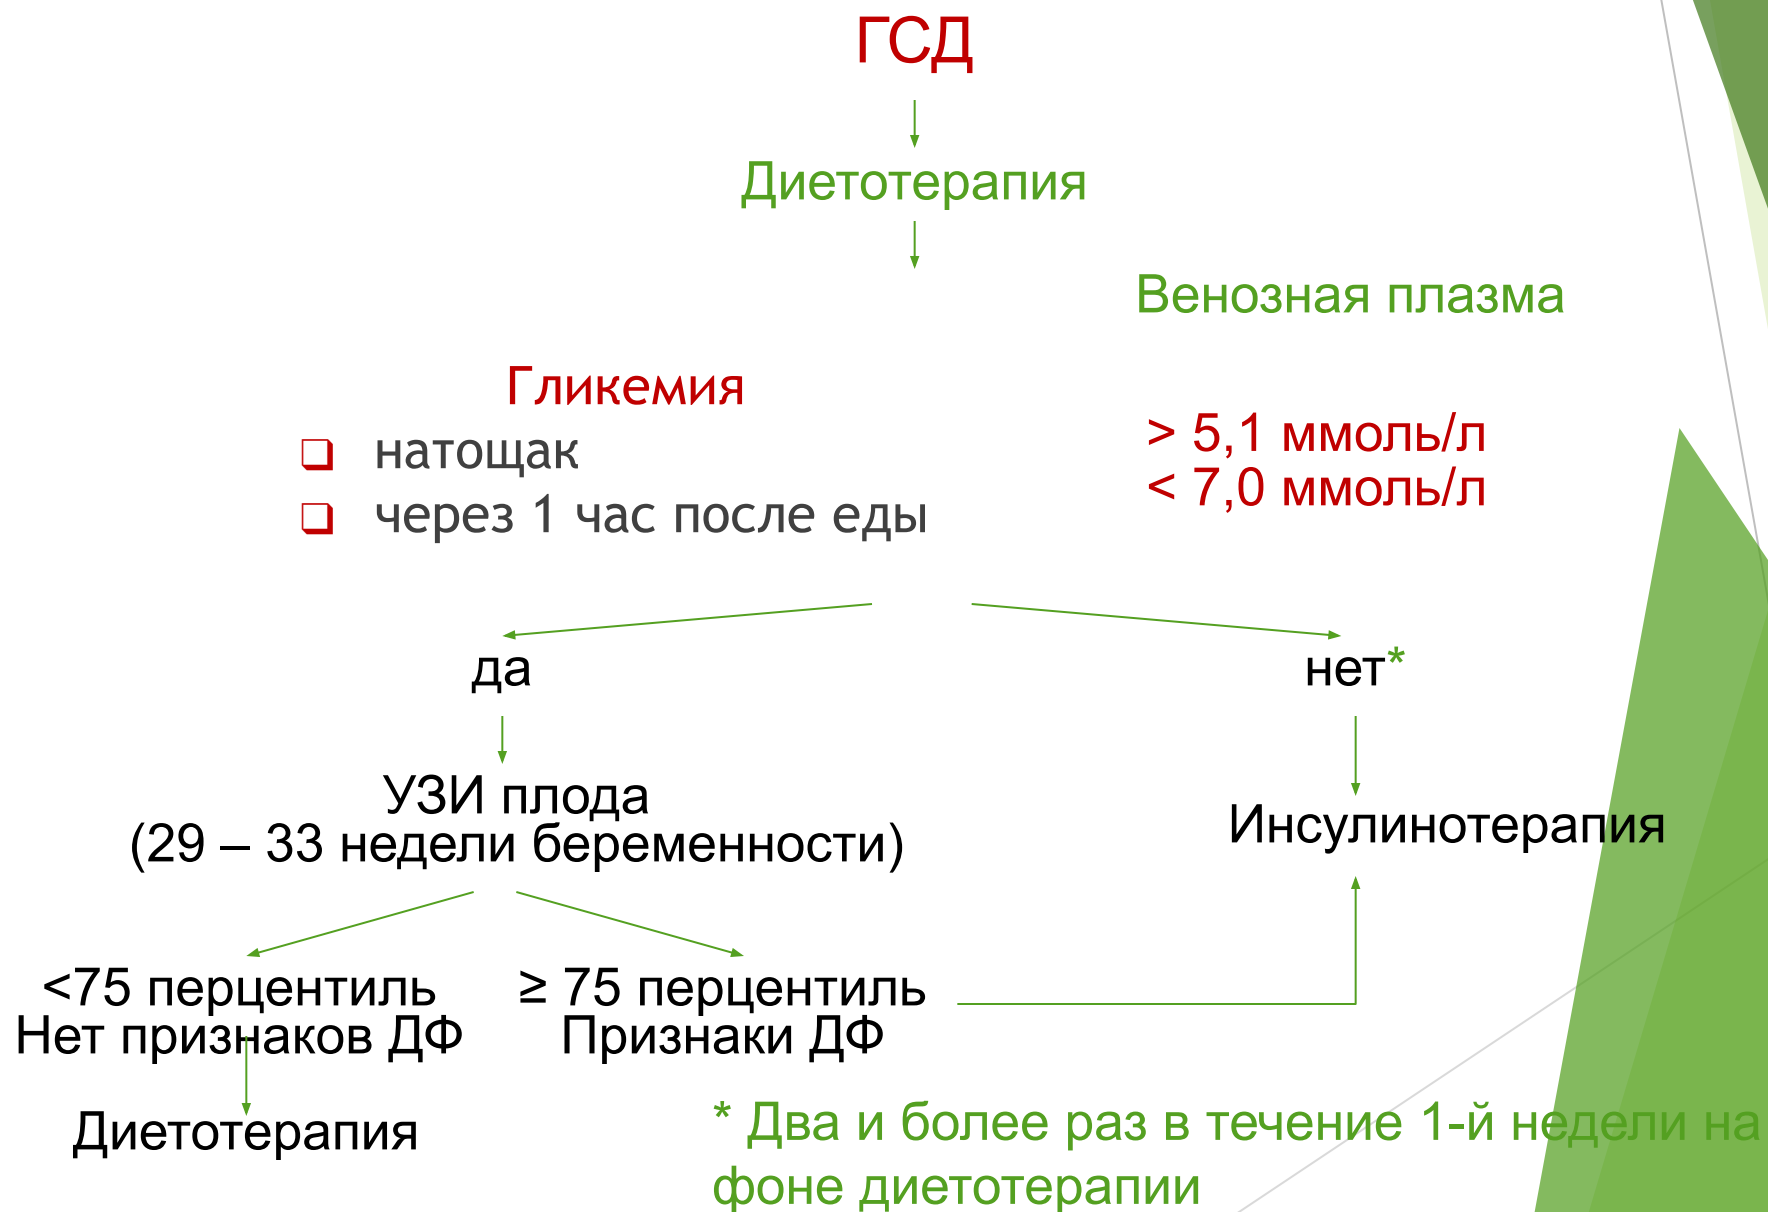 ГСД
Диетотерапия
Венозная плазма
Гликемия
натощак
через 1 час после еды
> 5,1 ммоль/л
< 7,0 ммоль/л
да
нет*
УЗИ плода
(29 – 33 недели беременности)
Инсулинотерапия
<75 перцентиль
Нет признаков ДФ
≥ 75 перцентиль
Признаки ДФ
Диетотерапия
* Два и более раз в течение 1-й недели на
фоне диетотерапии